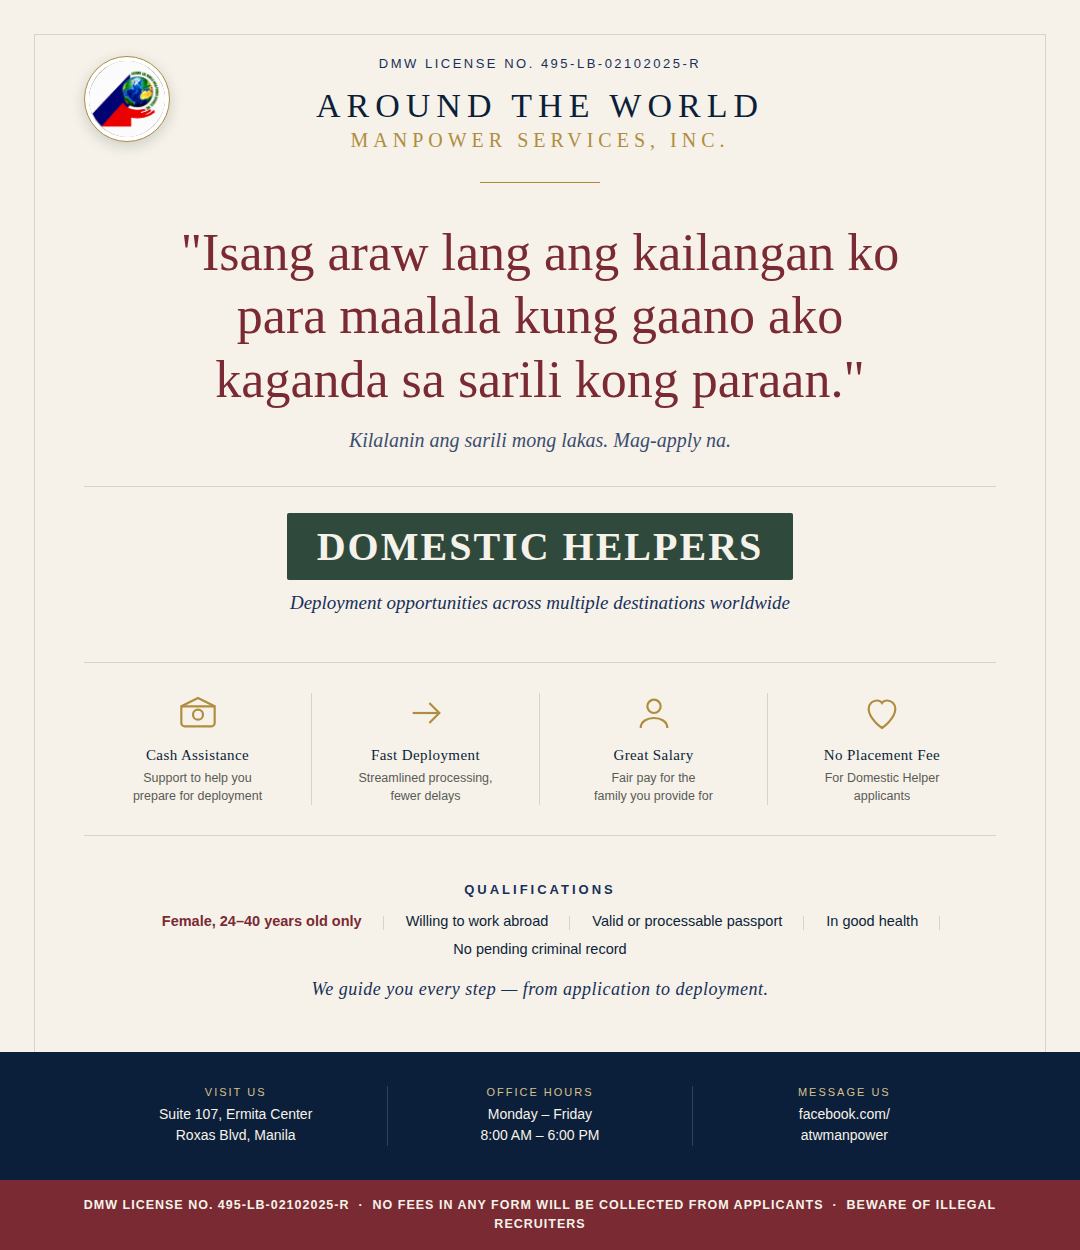 DMW LICENSE NO. 495-LB-02102025-R
AROUND THE WORLD
MANPOWER SERVICES, INC.
"Isang araw lang ang kailangan ko
para maalala kung gaano ako
kaganda sa sarili kong paraan."
Kilalanin ang sarili mong lakas. Mag-apply na.
DOMESTIC HELPERS
Deployment opportunities across multiple destinations worldwide
Cash Assistance
Support to help you
prepare for deployment
Fast Deployment
Streamlined processing,
fewer delays
Great Salary
Fair pay for the
family you provide for
No Placement Fee
For Domestic Helper
applicants
QUALIFICATIONS
Female, 24–40 years old only
Willing to work abroad
Valid or processable passport
In good health
No pending criminal record
We guide you every step — from application to deployment.
VISIT US
Suite 107, Ermita Center
Roxas Blvd, Manila
OFFICE HOURS
Monday – Friday
8:00 AM – 6:00 PM
MESSAGE US
facebook.com/
atwmanpower
DMW LICENSE NO. 495-LB-02102025-R · NO FEES IN ANY FORM WILL BE COLLECTED FROM APPLICANTS · BEWARE OF ILLEGAL
RECRUITERS